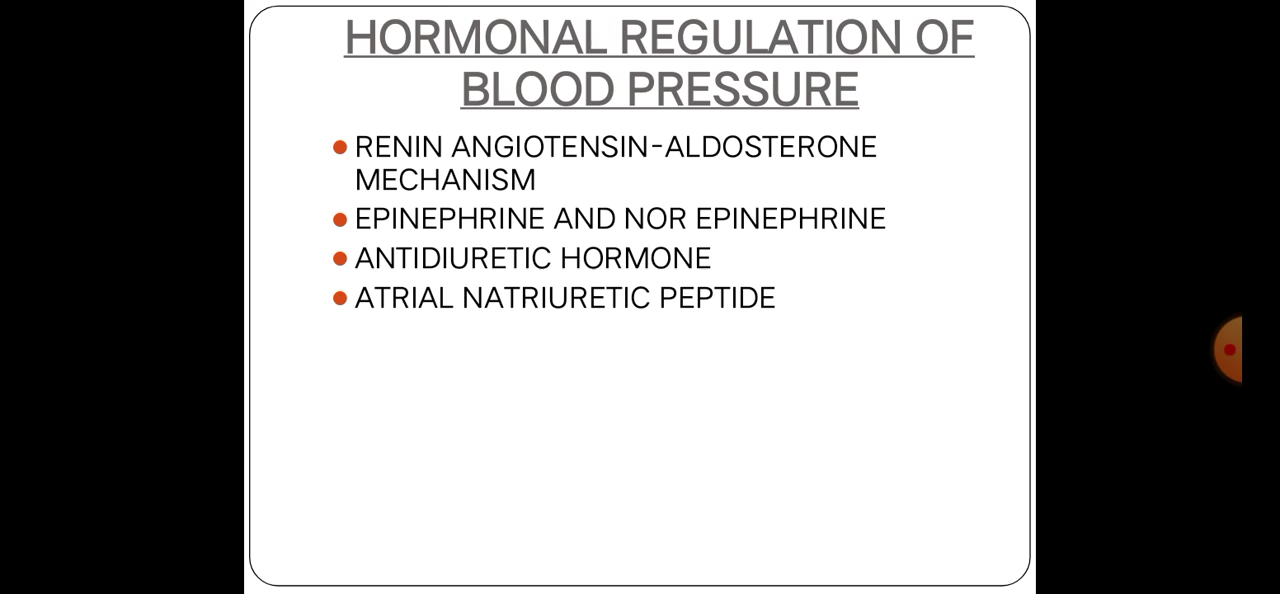 HORMONAL REGULATION OF
BLOOD PRESSURE
RENIN ANGIOTENSIN-ALDOSTERONE
MECHANISM
EPINEPHRINE AND NOR EPINEPHRINE
ANTIDIURETIC HORMONE
ATRIAL NATRIURETIC PEPTIDE